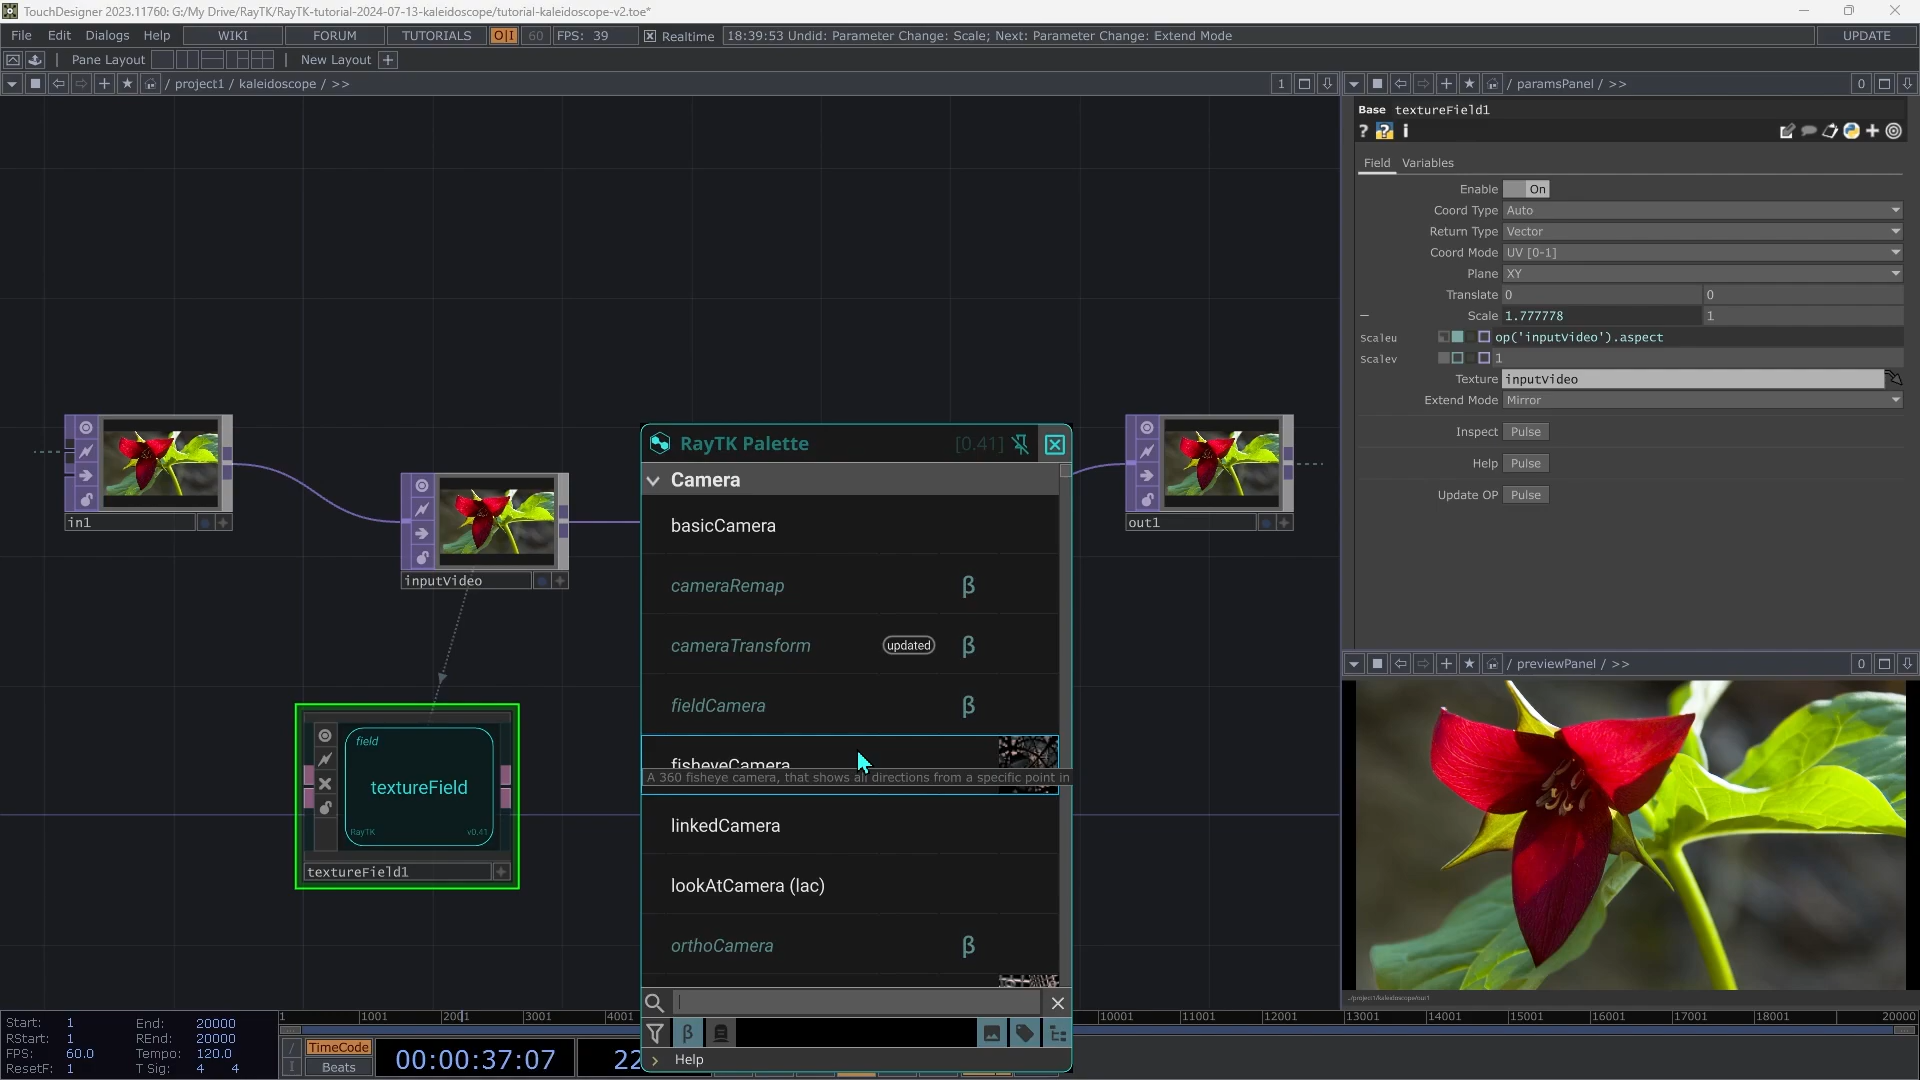 TouchDesigner 2023.11760: G:/My Drive/RayTK/RayTK-tutorial-2024-07-13-kaleidoscope/tutorial-kaleidoscope-v2.toe*
File Edit Dialogs Help WIKI FORUM TUTORIALS O|I 60 FPS: 39 Realtime 18:39:53 Undid: Parameter Change: Scale; Next: Parameter Change: Extend Mode UPDATE
Pane Layout New Layout +
/ project1 / kaleidoscope / >> 1
/ paramsPanel / >> 0
Base textureField1
? ? i
Field Variables
Enable On
Coord Type Auto
Return Type Vector
Coord Mode UV [0-1]
Plane XY
Translate 0 0
Scale 1.777778 1
Scaleu op('inputVideo').aspect
Scalev 1
Texture inputVideo
Extend Mode Mirror
Inspect Pulse
Help Pulse
Update OP Pulse
in1
inputVideo
out1
field
textureField
RayTK v0.41
textureField1
RayTK Palette [0.41]
Camera
basicCamera
cameraRemap β
cameraTransform updated β
fieldCamera β
fisheyeCamera
A 360 fisheye camera, that shows all directions from a specific point in
linkedCamera
lookAtCamera (lac)
orthoCamera β
β
> Help
/ previewPanel / >> 0
../project1/kaleidoscope/out1
Start: 1 End: 20000
RStart: 1 REnd: 20000
FPS: 60.0 Tempo: 120.0
ResetF: 1 T Sig: 4 4
1 1001 2001 3001 4001 10001 11001 12001 13001 14001 15001 16001 17001 18001 20000
TimeCode
Beats
00:00:37:07
22